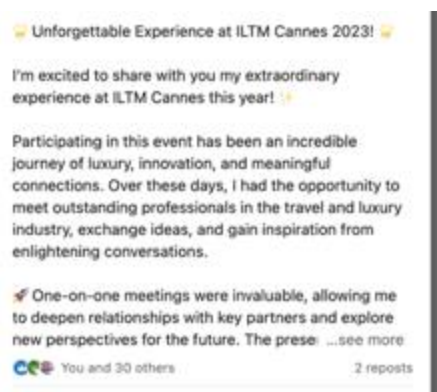 🌟 Unforgettable Experience at ILTM Cannes 2023! 🌟
I'm excited to share with you my extraordinary
experience at ILTM Cannes this year! ✨
Participating in this event has been an incredible
journey of luxury, innovation, and meaningful
connections. Over these days, I had the opportunity to
meet outstanding professionals in the travel and luxury
industry, exchange ideas, and gain inspiration from
enlightening conversations.
🚀 One-on-one meetings were invaluable, allowing me
to deepen relationships with key partners and explore
new perspectives for the future. The prese ...see more
You and 30 others 2 reposts